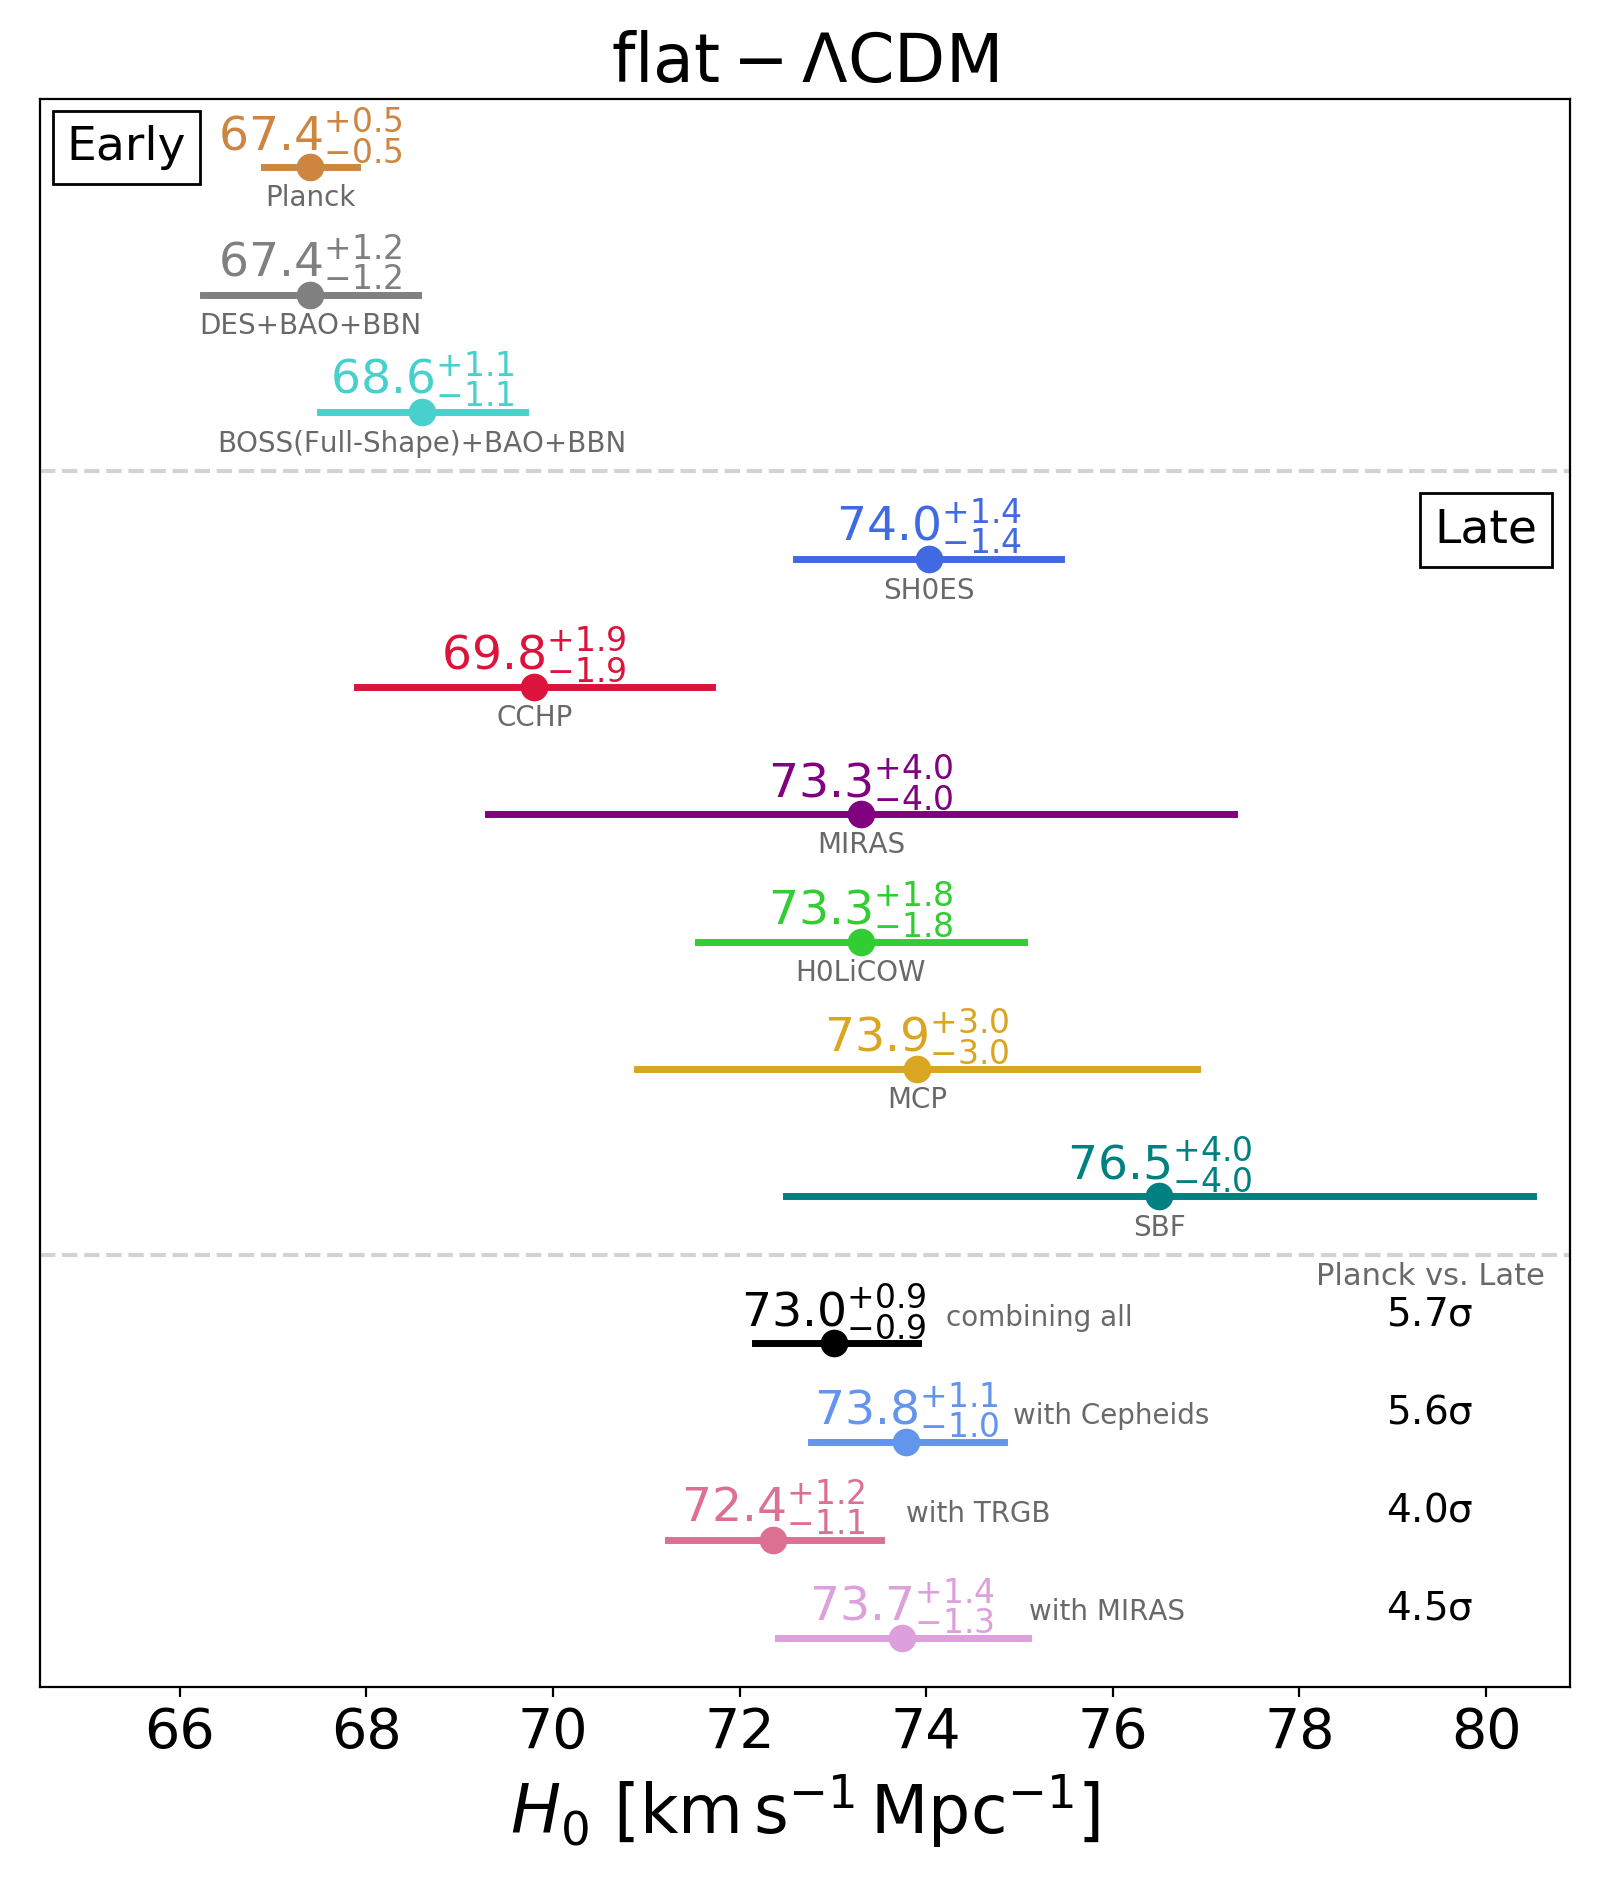 flat − ΛCDM
Early
67.4+0.5−0.5
Planck
67.4+1.2−1.2
DES+BAO+BBN
68.6+1.1−1.1
BOSS(Full-Shape)+BAO+BBN
Late
74.0+1.4−1.4
SH0ES
69.8+1.9−1.9
CCHP
73.3+4.0−4.0
MIRAS
73.3+1.8−1.8
H0LiCOW
73.9+3.0−3.0
MCP
76.5+4.0−4.0
SBF
Planck vs. Late
73.0+0.9−0.9 combining all 5.7σ
73.8+1.1−1.0 with Cepheids 5.6σ
72.4+1.2−1.1 with TRGB 4.0σ
73.7+1.4−1.3 with MIRAS 4.5σ
66 68 70 72 74 76 78 80
H₀ [km s⁻¹ Mpc⁻¹]